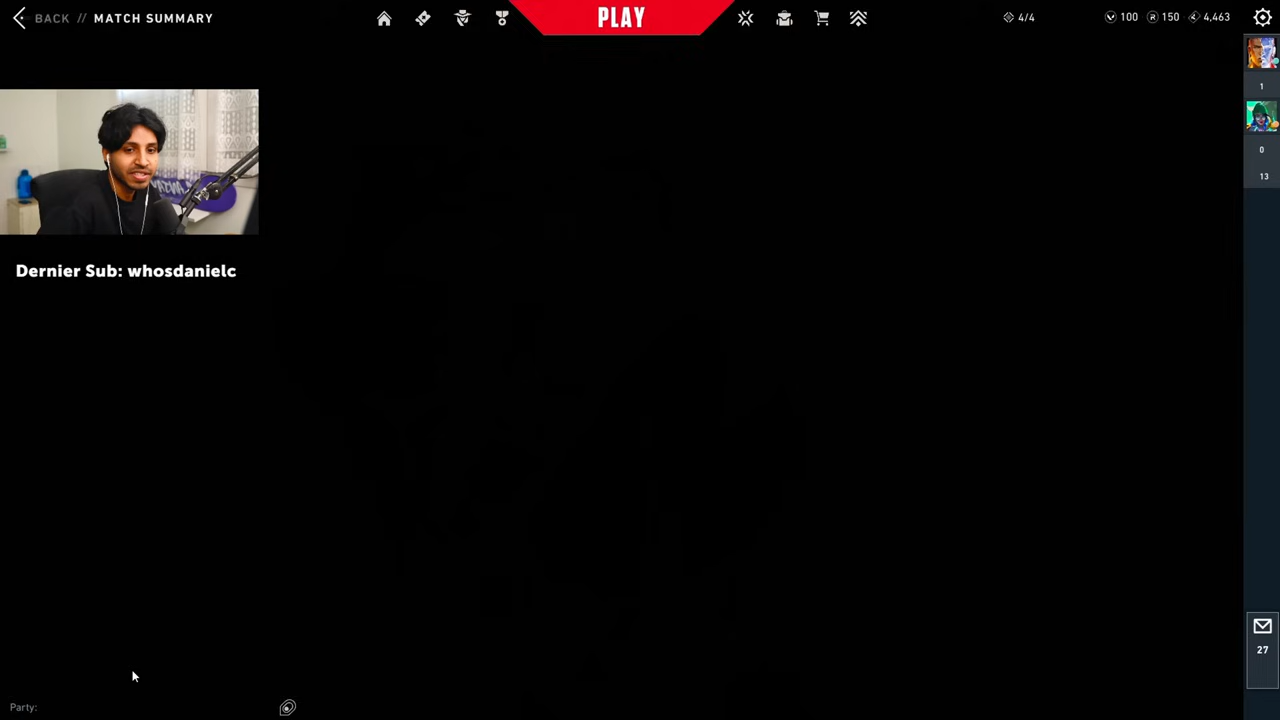 BACK // MATCH SUMMARY
PLAY
4/4
100
150
4,463
1
0
13
Dernier Sub: whosdanielc
27
Party: